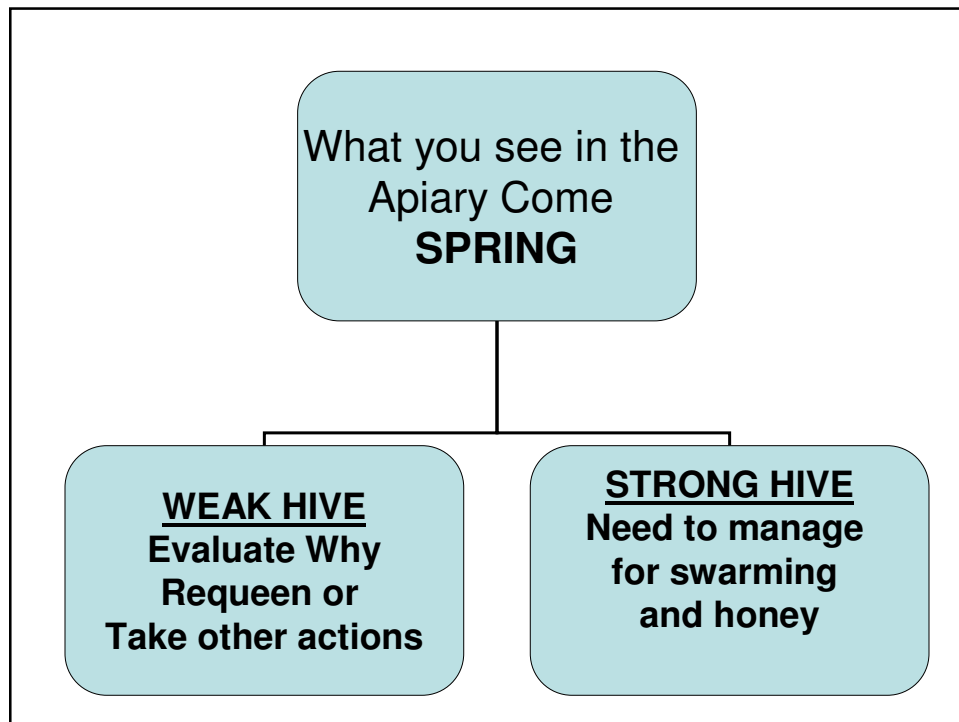 What you see in the
Apiary Come
SPRING
WEAK HIVE
Evaluate Why
Requeen or
Take other actions
STRONG HIVE
Need to manage
for swarming
and honey